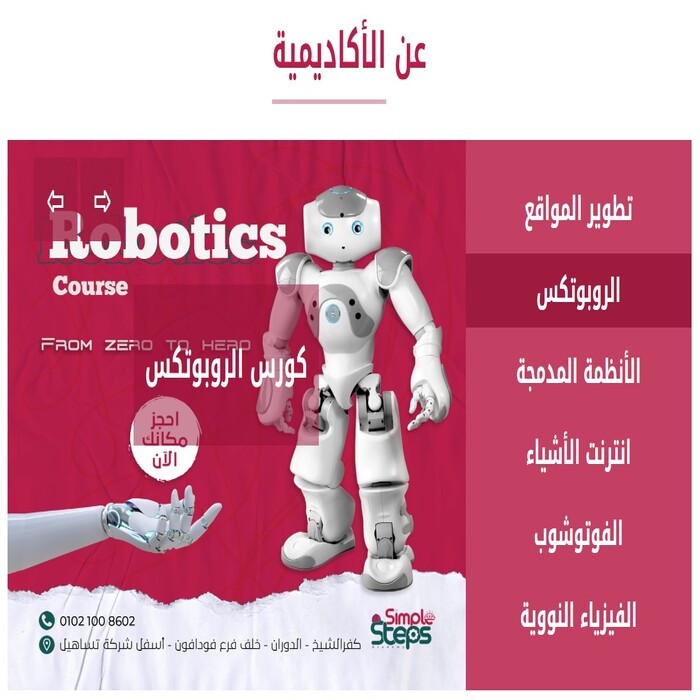 عن الأكاديمية
Robotics
Course
FROM ZERO TO HERO
كورس الروبوتكس
احجز
مكانك
الآن
0102 100 8602
كفرالشيخ - الدوران - خلف فرع فودافون - أسفل شركة تساهيل
Simple
Steps
تطوير المواقع
الروبوتكس
الأنظمة المدمجة
انترنت الأشياء
الفوتوشوب
الفيزياء النووية